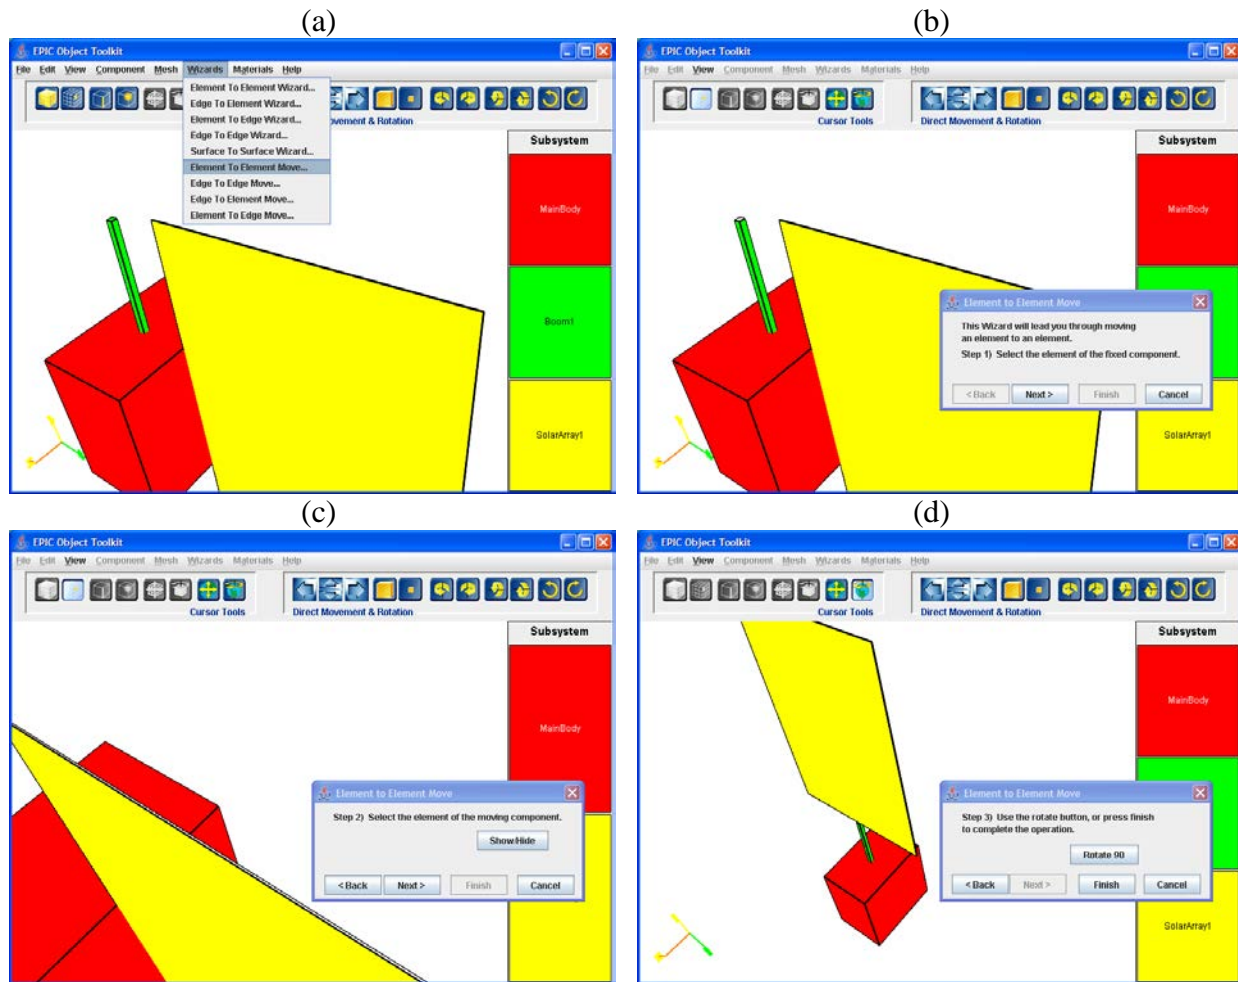 (a)
EPIC Object Toolkit
File Edit View Component Mesh Wizards Materials Help
Element To Element Wizard...
Edge To Element Wizard...
Element To Edge Wizard...
Edge To Edge Wizard...
Surface To Surface Wizard...
Element To Element Move...
Edge To Edge Move...
Edge To Element Move...
Element To Edge Move...
ovement & Rotation
Subsystem
MainBody
Boom1
SolarArray1
(b)
EPIC Object Toolkit
File Edit View Component Mesh Wizards Materials Help
Cursor Tools
Direct Movement & Rotation
Subsystem
MainBody
Element to Element Move
This Wizard will lead you through moving
an element to an element.
Step 1) Select the element of the fixed component.
< Back Next > Finish Cancel
SolarArray1
(c)
EPIC Object Toolkit
File Edit View Component Mesh Wizards Materials Help
Cursor Tools
Direct Movement & Rotation
Subsystem
MainBody
Element to Element Move
Step 2) Select the element of the moving component.
Show/Hide
< Back Next > Finish Cancel
(d)
EPIC Object Toolkit
File Edit View Component Mesh Wizards Materials Help
Cursor Tools
Direct Movement & Rotation
Subsystem
MainBody
Element to Element Move
Step 3) Use the rotate button, or press finish
to complete the operation.
Rotate 90
< Back Next > Finish Cancel
SolarArray1